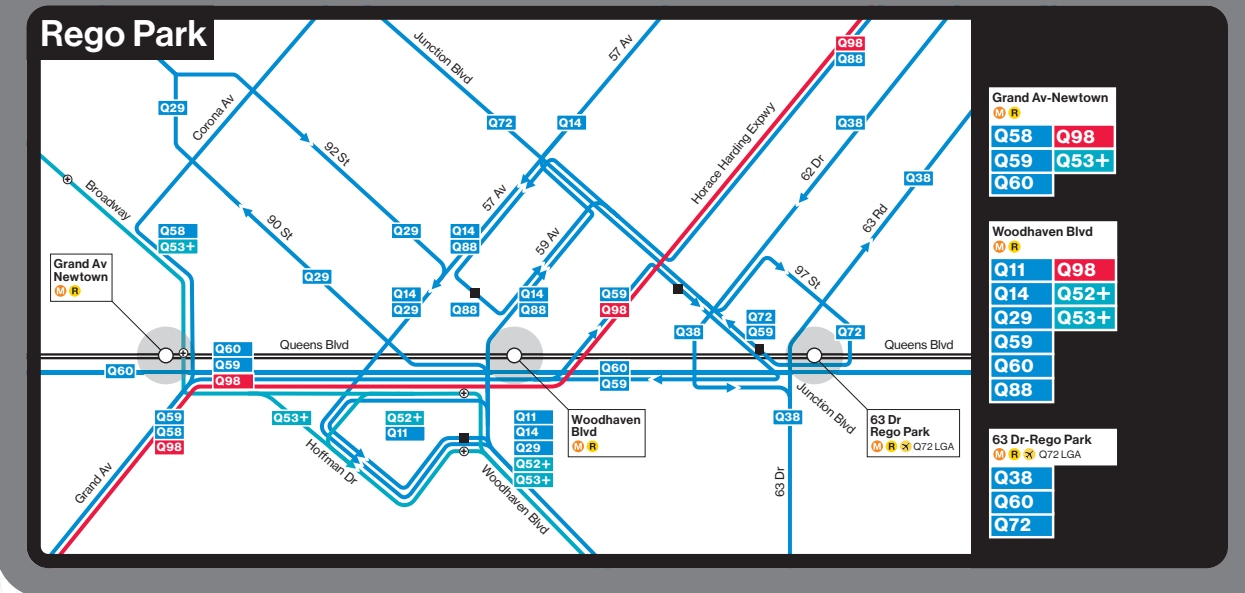 Rego Park
Junction Blvd
57 Av
Q98
Q88
Q29
Corona Av
Q72
Q14
Horace Harding Expwy
Q38
92 St
62 Dr
Q38
Broadway
57 Av
63 Rd
90 St
Q58
Q53+
Q29
Q14
Q88
59 Av
Grand Av
Newtown
M R
Q29
97 St
Q14
Q29
Q88
Q14
Q88
Q59
Q98
Q72
Q59
Q38
Q72
Queens Blvd
Queens Blvd
Q60
Q59
Q98
Q60
Q60
Q59
Junction Blvd
Q59
Q58
Q98
Q53+
Q52+
Q11
Q11
Q14
Q29
Q52+
Q53+
Woodhaven
Blvd
M R
Q38
63 Dr
Rego Park
M R Q72 LGA
Hoffman Dr
Grand Av
Woodhaven Blvd
63 Dr
Grand Av-Newtown
M R
Q58 Q98
Q59 Q53+
Q60
Woodhaven Blvd
M R
Q11 Q98
Q14 Q52+
Q29 Q53+
Q59
Q60
Q88
63 Dr-Rego Park
M R Q72 LGA
Q38
Q60
Q72